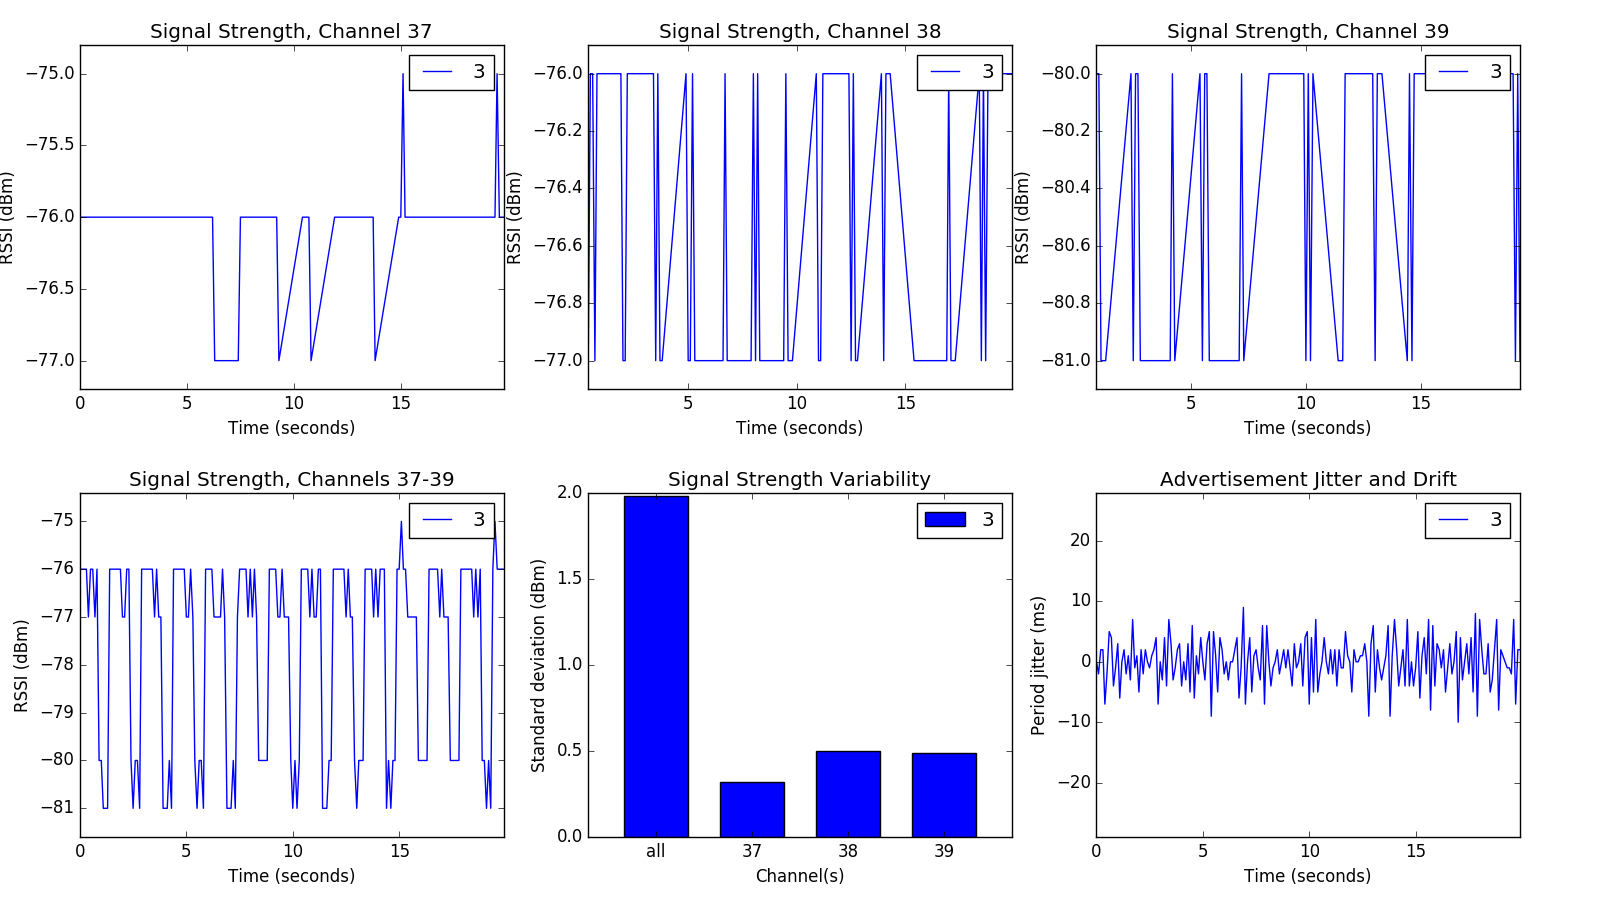 Signal Strength, Channel 37
3
−75.0
−75.5
−76.0
−76.5
−77.0
RSSI (dBm)
0 5 10 15
Time (seconds)
Signal Strength, Channel 38
3
−76.0
−76.2
−76.4
−76.6
−76.8
−77.0
RSSI (dBm)
5 10 15
Time (seconds)
Signal Strength, Channel 39
3
−80.0
−80.2
−80.4
−80.6
−80.8
−81.0
RSSI (dBm)
5 10 15
Time (seconds)
Signal Strength, Channels 37-39
3
−75
−76
−77
−78
−79
−80
−81
RSSI (dBm)
0 5 10 15
Time (seconds)
Signal Strength Variability
3
2.0
1.5
1.0
0.5
0.0
Standard deviation (dBm)
all 37 38 39
Channel(s)
Advertisement Jitter and Drift
3
20
10
0
−10
−20
Period jitter (ms)
0 5 10 15
Time (seconds)